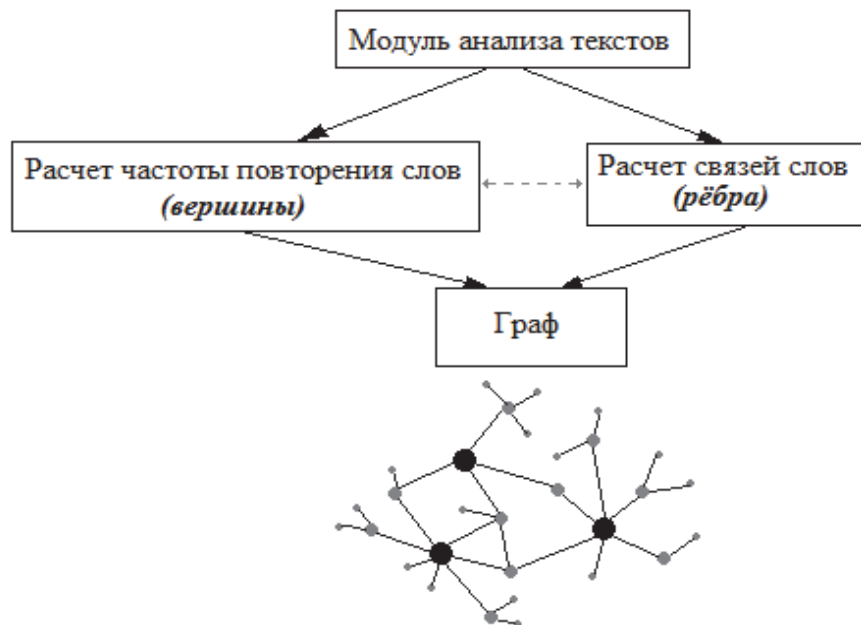 Модуль анализа текстов
Расчет частоты повторения слов
(вершины)
Расчет связей слов
(рёбра)
Граф